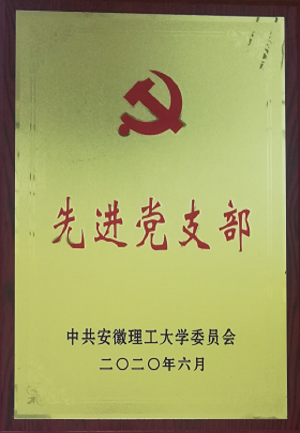 先进党支部
中共安徽理工大学委员会
二〇二〇年六月